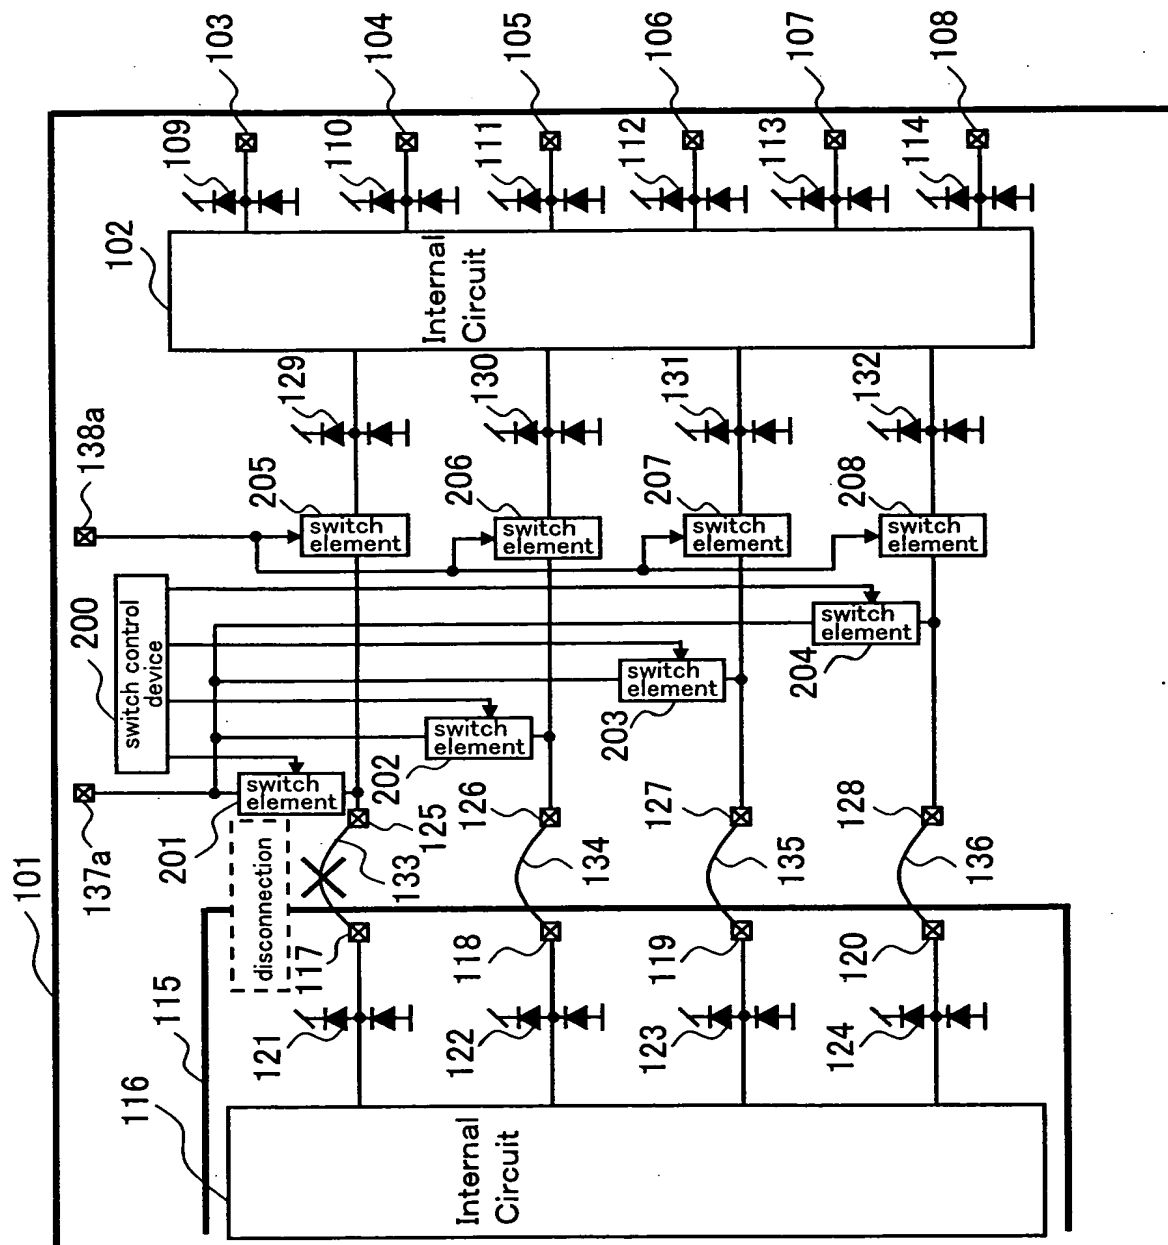 101
137a
138a
103
104
105
106
107
108
109
110
111
112
113
114
102
Internal
Circuit
129
130
131
132
205
206
207
208
switch
element
switch
element
switch
element
switch
element
200
switch control
device
switch
element
204
switch
element
203
switch
element
202
switch
element
201
disconnection
125
126
127
128
133
134
135
136
117
118
119
120
115
121
122
123
124
116
Internal
Circuit